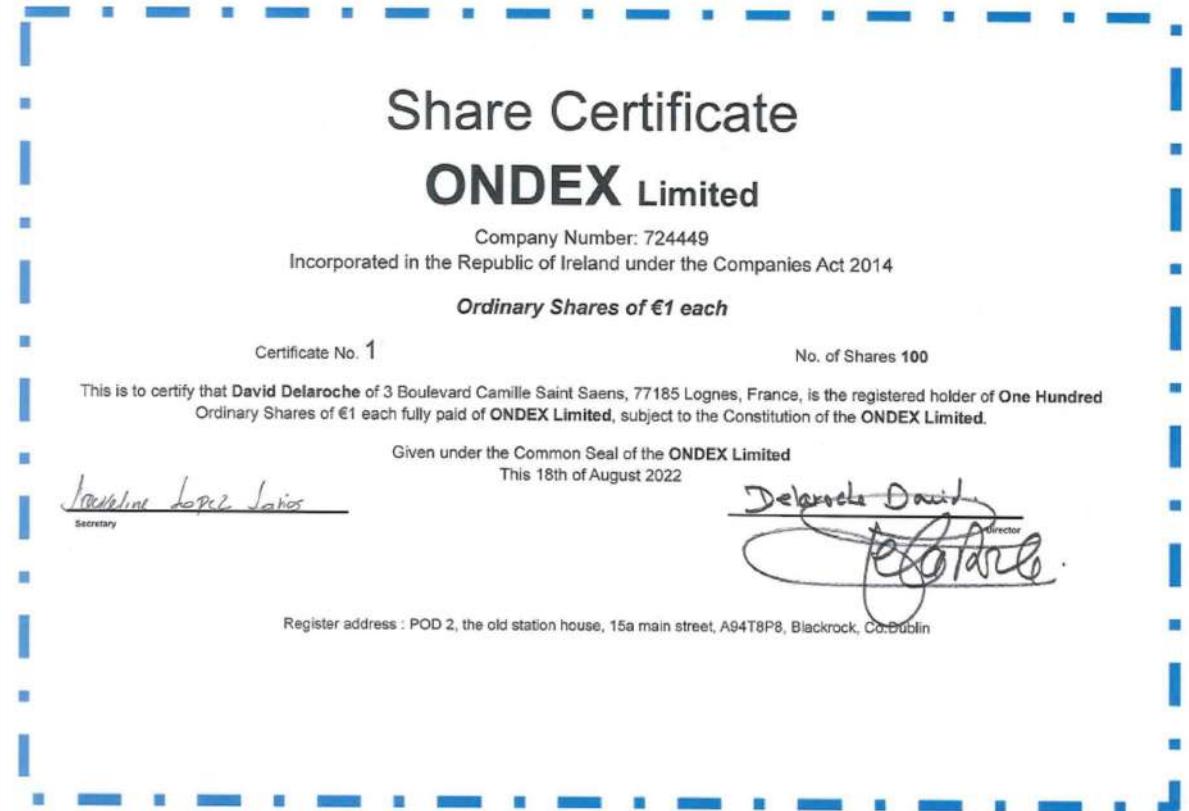 Share Certificate
ONDEX Limited
Company Number: 724449
Incorporated in the Republic of Ireland under the Companies Act 2014
Ordinary Shares of €1 each
Certificate No. 1
No. of Shares 100
This is to certify that David Delaroche of 3 Boulevard Camille Saint Saens, 77185 Lognes, France, is the registered holder of One Hundred
Ordinary Shares of €1 each fully paid of ONDEX Limited, subject to the Constitution of the ONDEX Limited.
Given under the Common Seal of the ONDEX Limited
This 18th of August 2022
Lopez
Secretary
Delaroche David
Director
Register address : POD 2, the old station house, 15a main street, A94T8P8, Blackrock, Co.Dublin